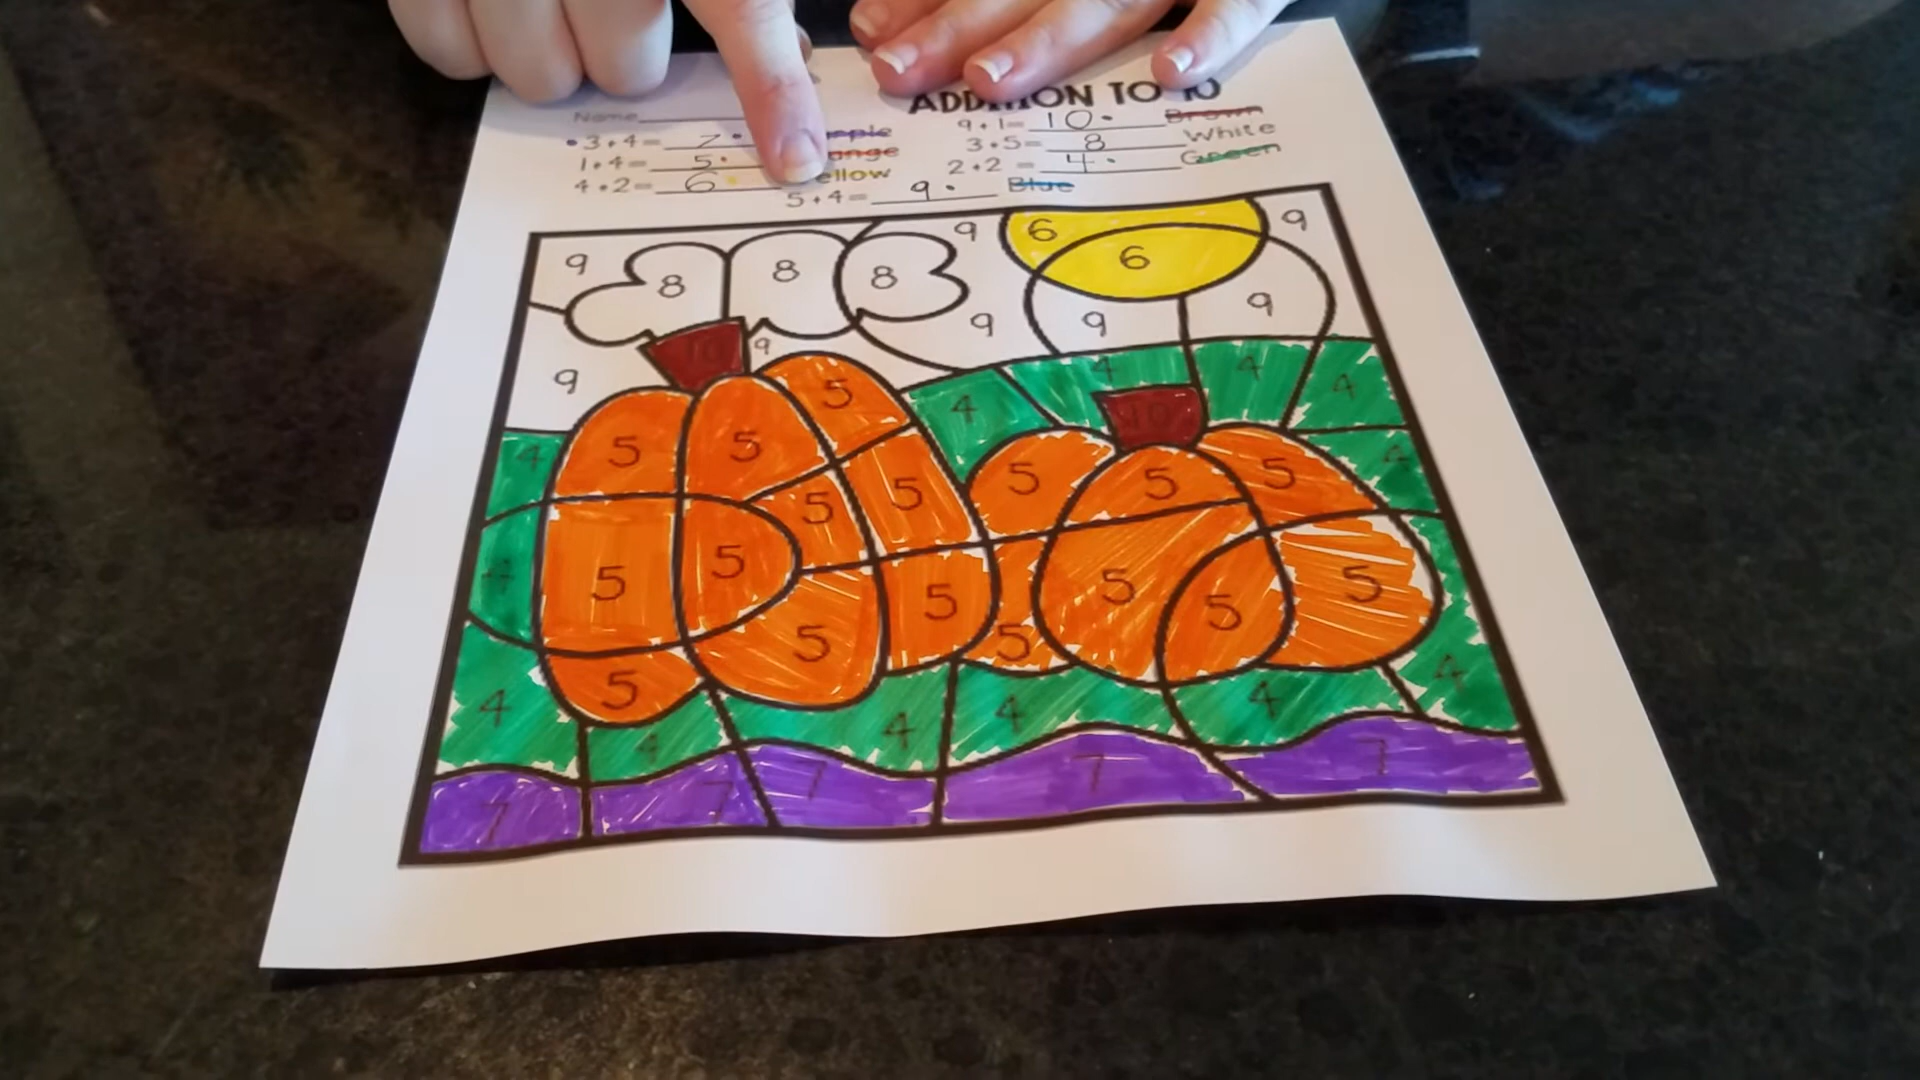 ADDITION TO 10
Name
3+4= 7 Purple
1+4= 5 Orange
4+2= 6 Yellow
5+4= 9 Blue
9+1= 10 Brown
3+5= 8 White
2+2= 4 Green
9 8 8 8 9 6 9
6
9 9 9
10 9
9
5 4 4 4 4
10
4 5 5 5 5 5 4
5 5
4 5 5 5 5 5 5
5 5
5
4 4 4 4 4 4
7 7 7 7 7